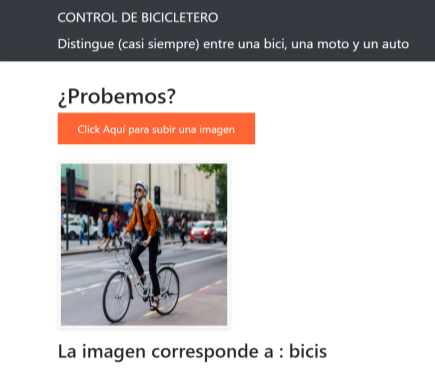 CONTROL DE BICICLETERO
Distingue (casi siempre) entre una bici, una moto y un auto
¿Probemos?
Click Aquí para subir una imagen
La imagen corresponde a : bicis